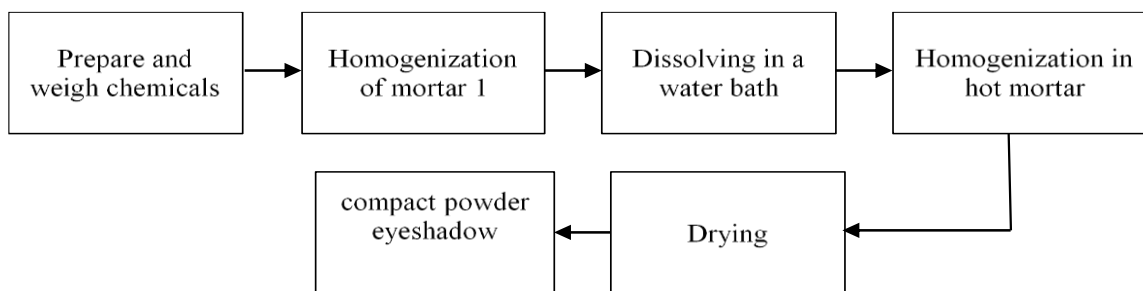 Prepare and
weigh chemicals
Homogenization
of mortar 1
Dissolving in a
water bath
Homogenization in
hot mortar
Drying
compact powder
eyeshadow